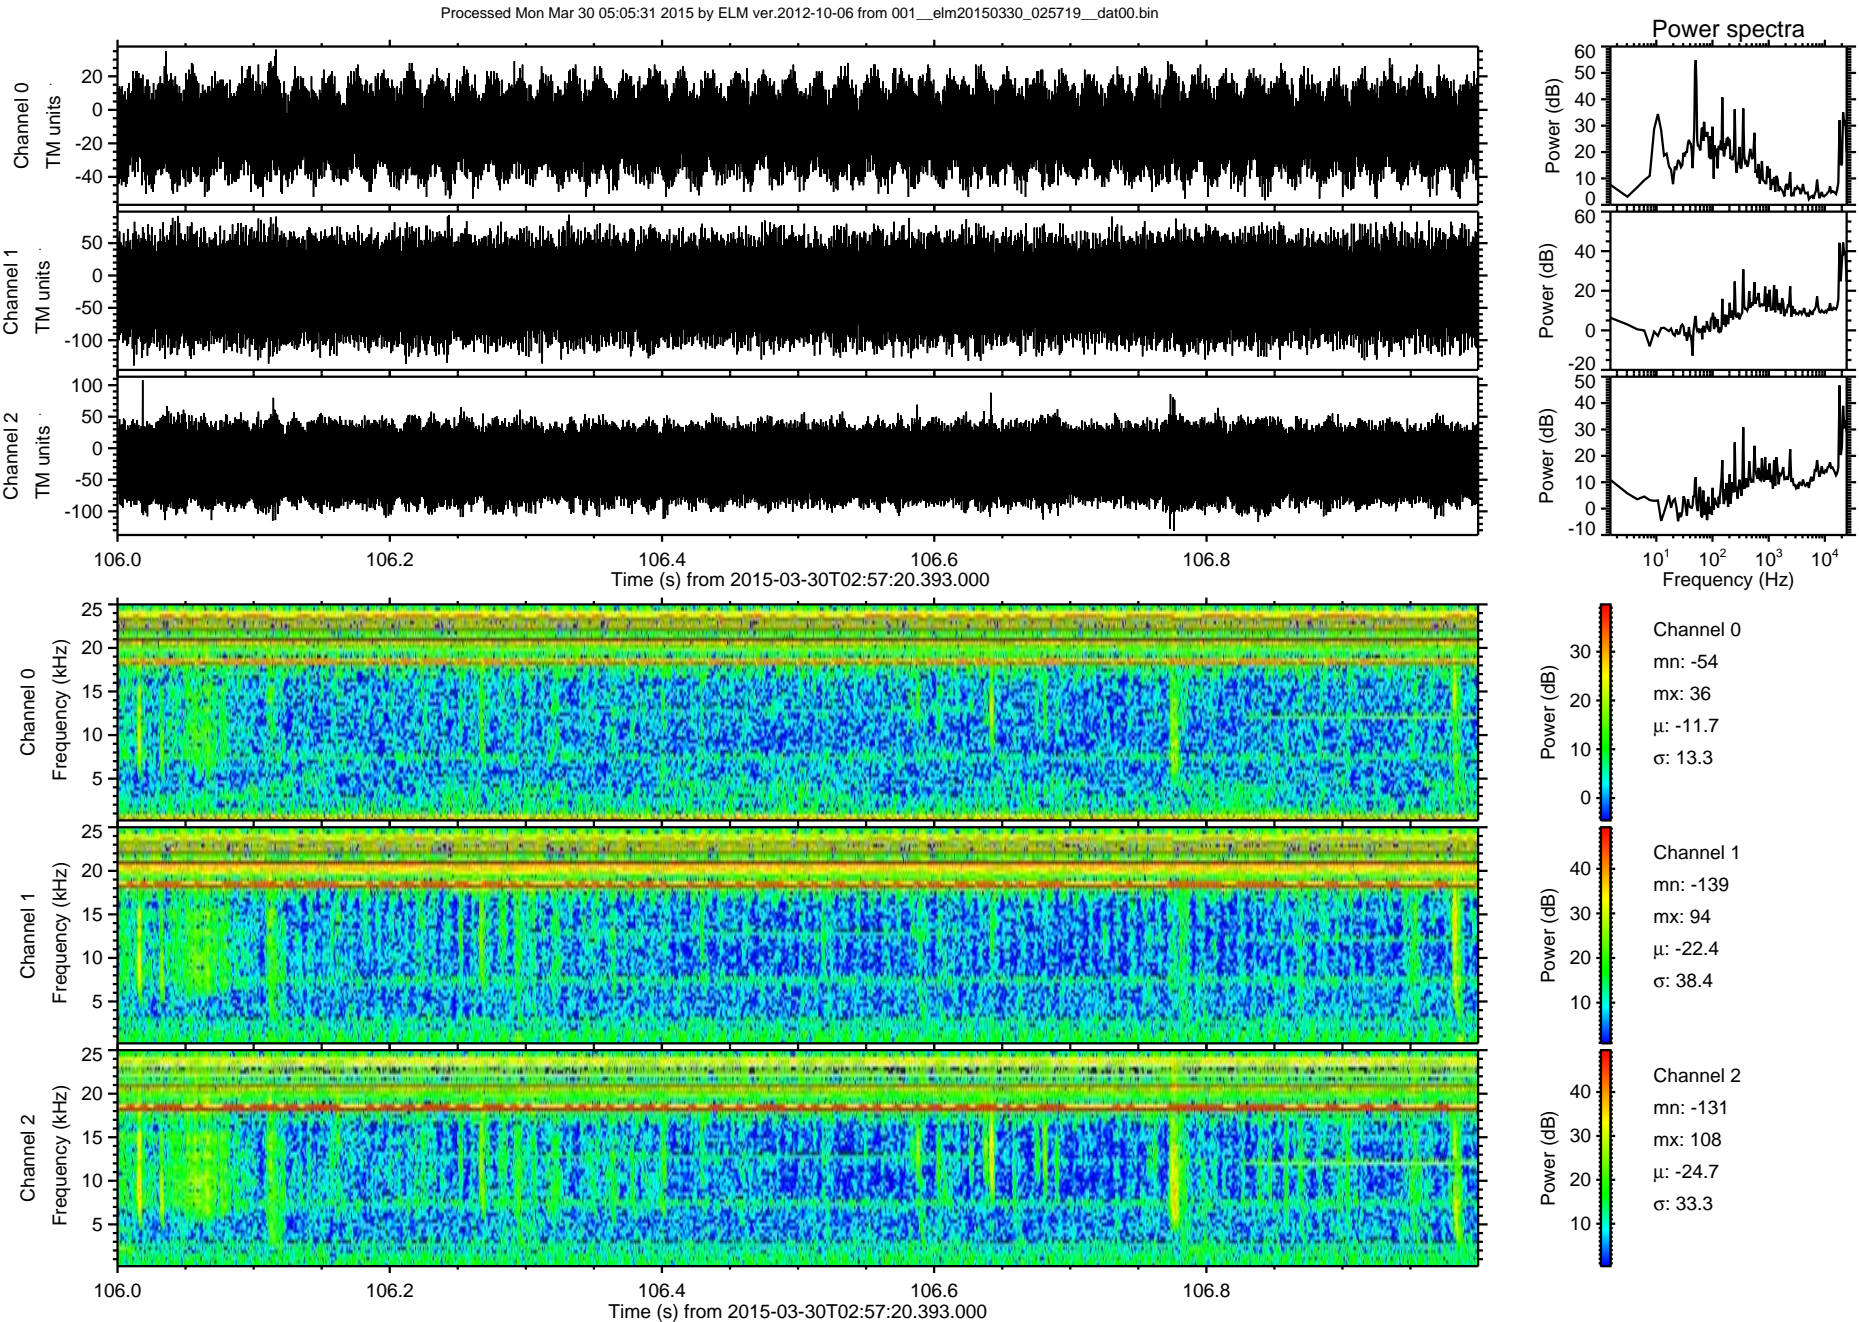 Processed Mon Mar 30 05:05:31 2015 by ELM ver.2012-10-06 from 001__elm20150330_025719__dat00.bin
Power spectra
Channel 0
TM units
20
0
-20
-40
Power (dB)
60
50
40
30
20
10
0
Channel 1
TM units
50
0
-50
-100
Power (dB)
60
40
20
0
-20
Channel 2
TM units
100
50
0
-50
-100
Power (dB)
50
40
30
20
10
0
-10
106.0 106.2 106.4 106.6 106.8
Time (s) from 2015-03-30T02:57:20.393.000
10¹ 10² 10³ 10⁴
Frequency (Hz)
Channel 0
Frequency (kHz)
25
20
15
10
5
Power (dB)
30
20
10
0
Channel 0
mn: -54
mx: 36
μ: -11.7
σ: 13.3
Channel 1
Frequency (kHz)
25
20
15
10
5
Power (dB)
40
30
20
10
Channel 1
mn: -139
mx: 94
μ: -22.4
σ: 38.4
Channel 2
Frequency (kHz)
25
20
15
10
5
Power (dB)
40
30
20
10
Channel 2
mn: -131
mx: 108
μ: -24.7
σ: 33.3
106.0 106.2 106.4 106.6 106.8
Time (s) from 2015-03-30T02:57:20.393.000